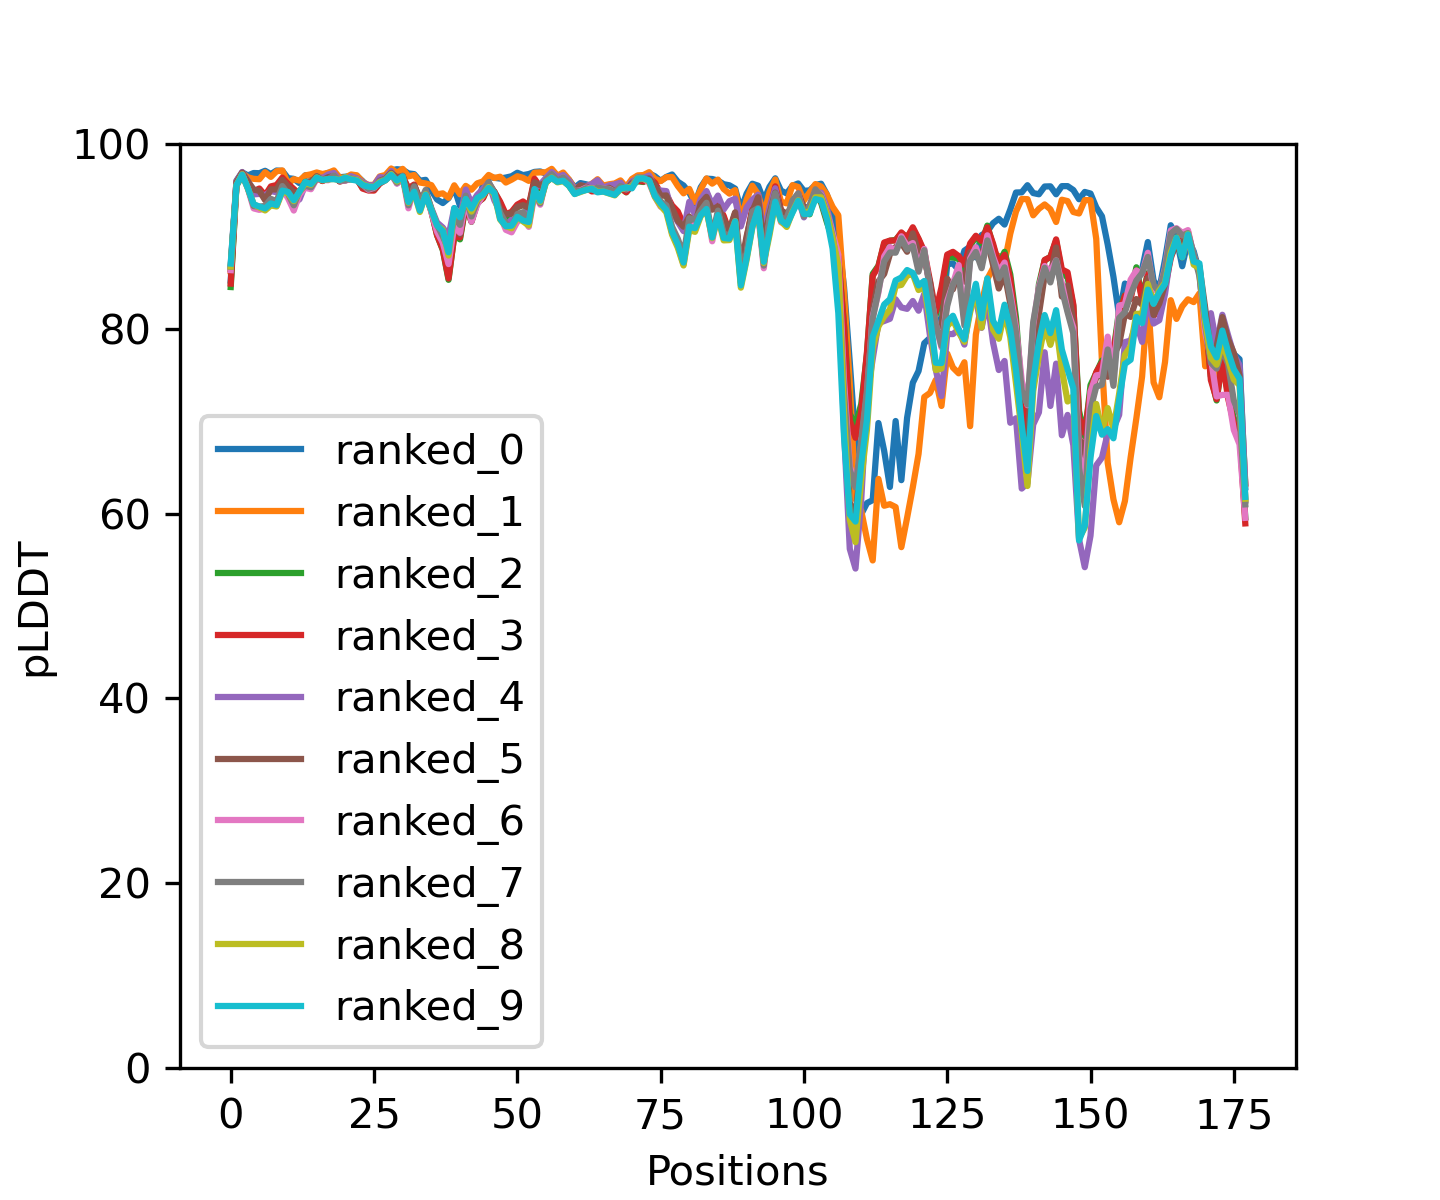 100
80
60
40
20
0
pLDDT
ranked_0
ranked_1
ranked_2
ranked_3
ranked_4
ranked_5
ranked_6
ranked_7
ranked_8
ranked_9
0 25 50 75 100 125 150 175
Positions